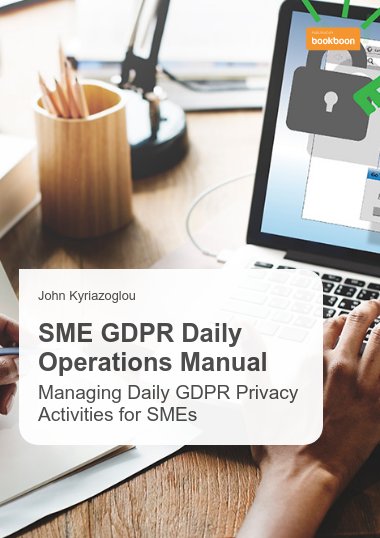 bookboon
John Kyriazoglou
SME GDPR Daily
Operations Manual
Managing Daily GDPR Privacy
Activities for SMEs